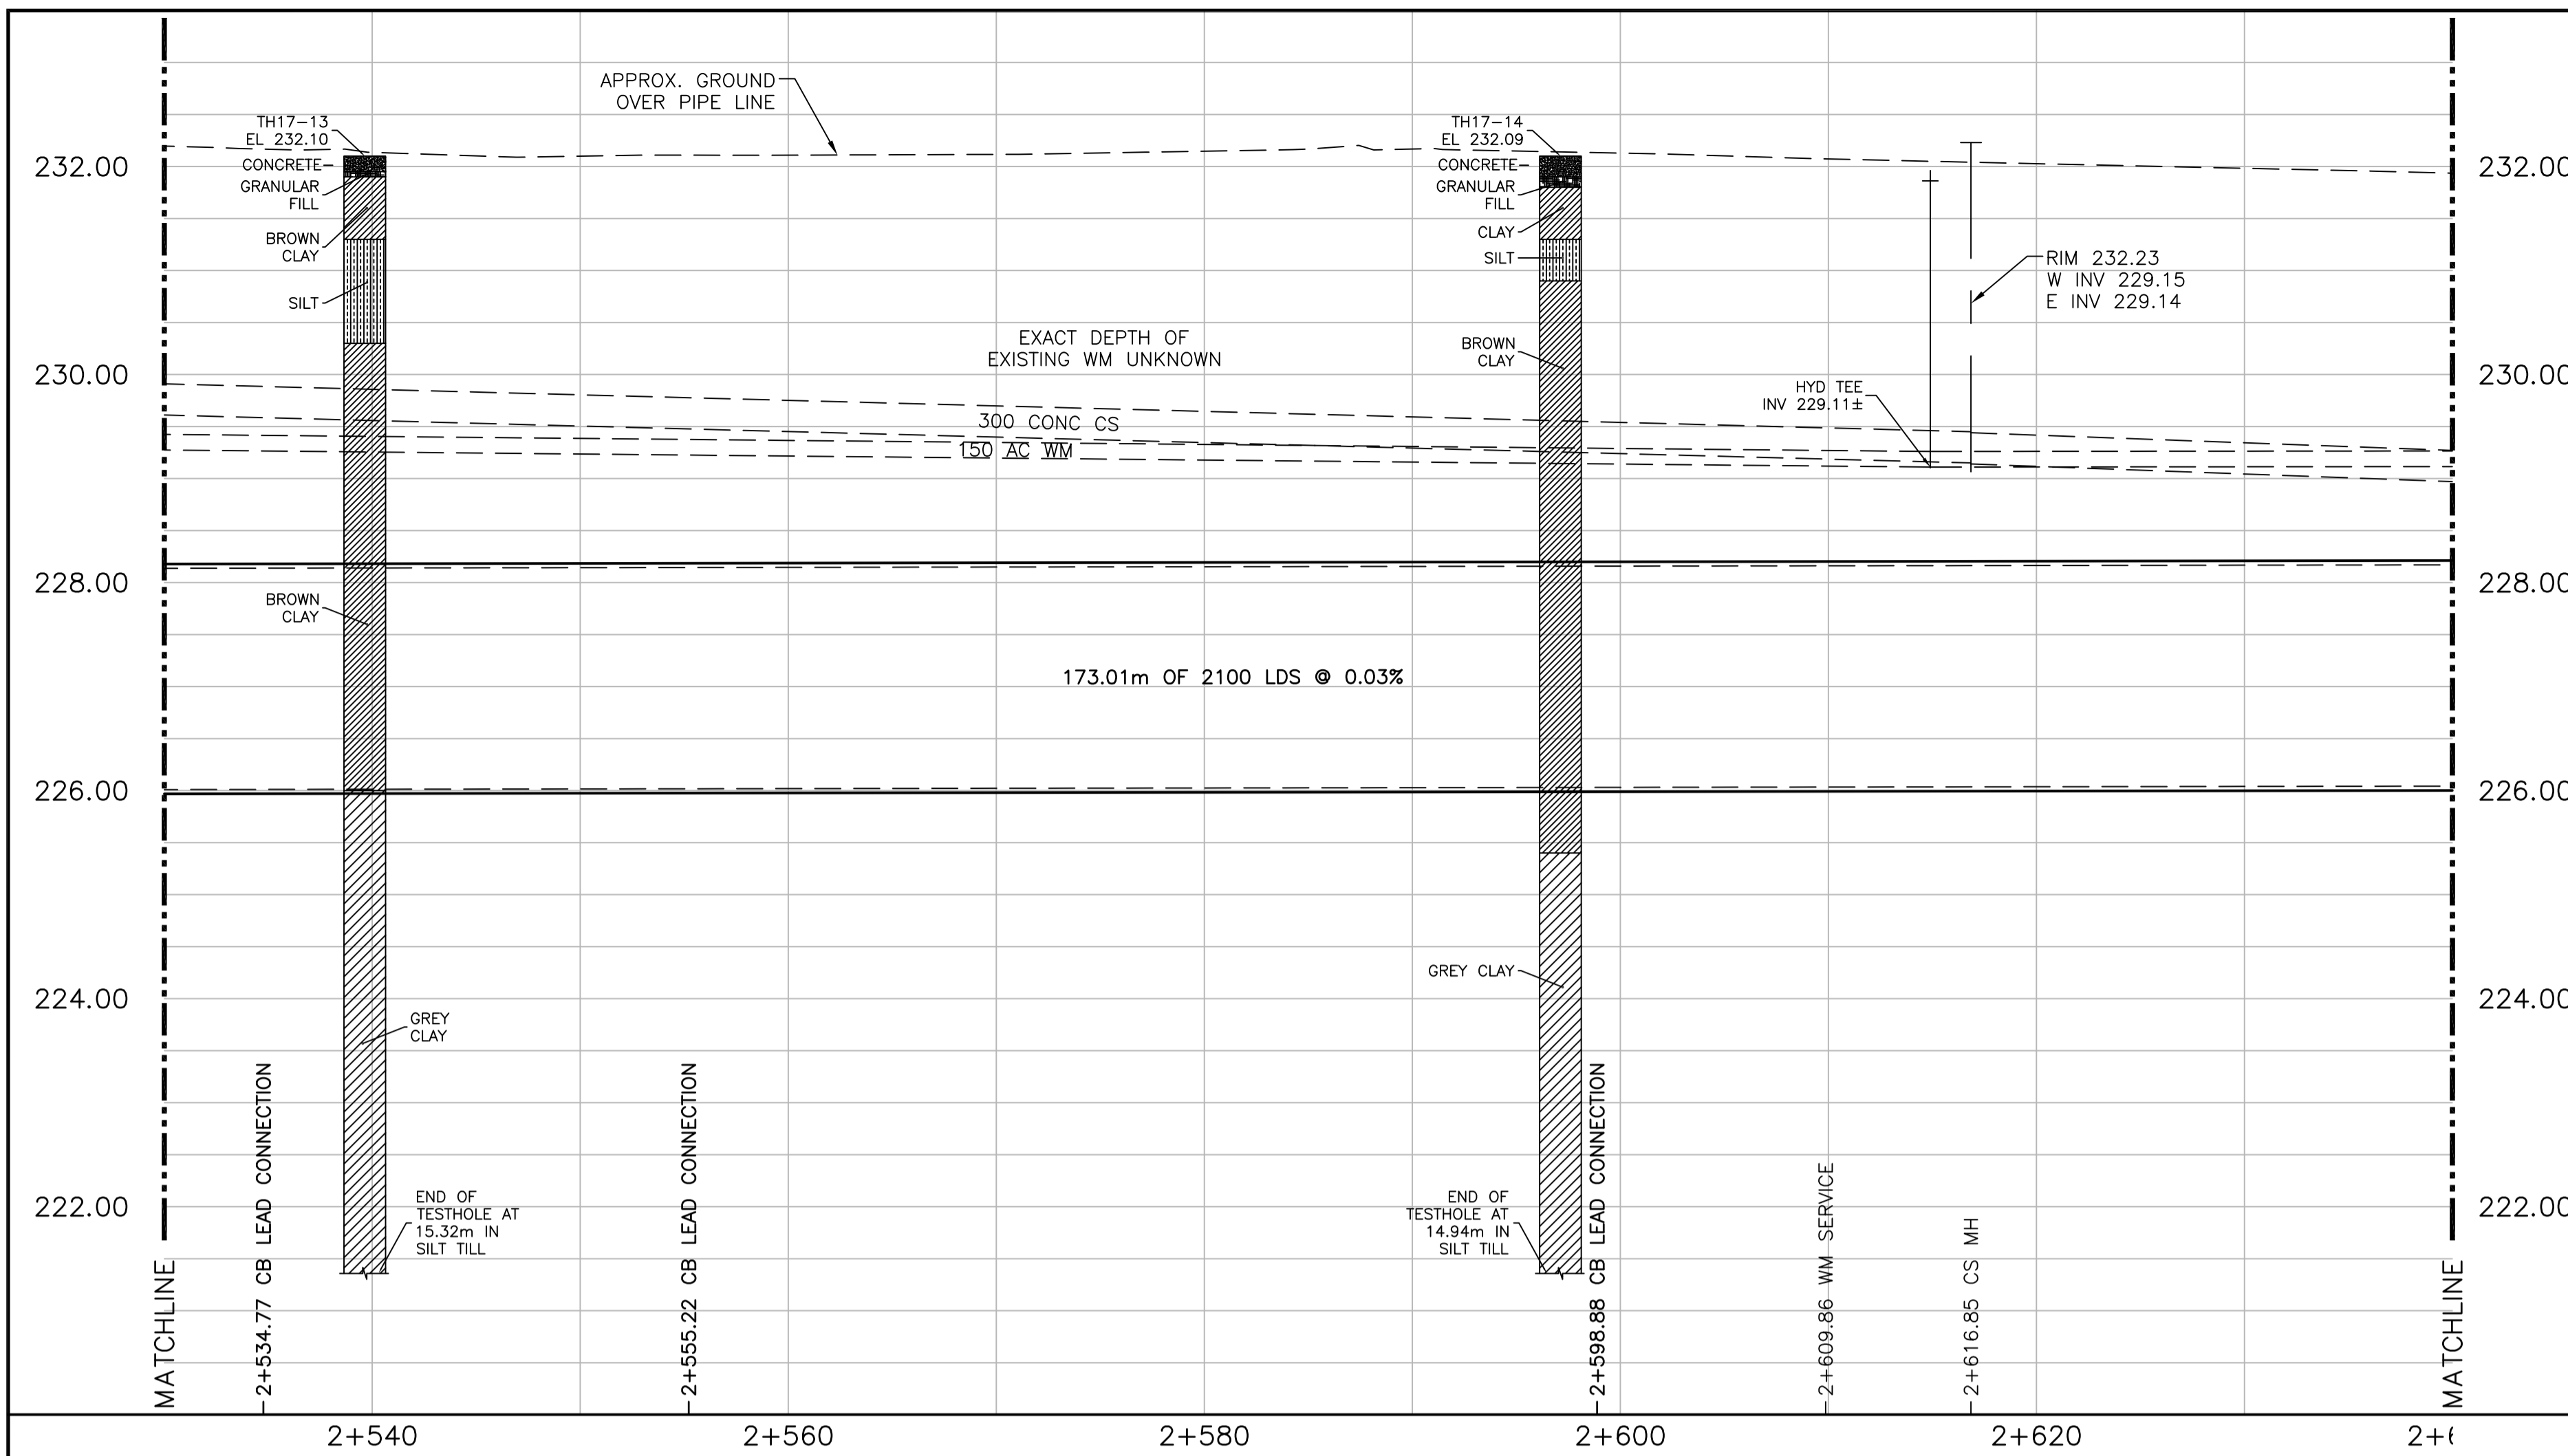 APPROX. GROUND
OVER PIPE LINE
TH17-13
EL 232.10
CONCRETE
GRANULAR
FILL
BROWN
CLAY
SILT
BROWN
CLAY
GREY
CLAY
END OF
TESTHOLE AT
15.32m IN
SILT TILL
TH17-14
EL 232.09
CONCRETE
GRANULAR
FILL
CLAY
SILT
BROWN
CLAY
GREY CLAY
END OF
TESTHOLE AT
14.94m IN
SILT TILL
RIM 232.23
W INV 229.15
E INV 229.14
HYD TEE
INV 229.11±
EXACT DEPTH OF
EXISTING WM UNKNOWN
300 CONC CS
150 AC WM
173.01m OF 2100 LDS @ 0.03%
232.00
230.00
228.00
226.00
224.00
222.00
232.00
230.00
228.00
226.00
224.00
222.00
MATCHLINE
2+534.77 CB LEAD CONNECTION
2+555.22 CB LEAD CONNECTION
2+598.88 CB LEAD CONNECTION
2+609.86 WM SERVICE
2+616.85 CS MH
MATCHLINE
2+540
2+560
2+580
2+600
2+620